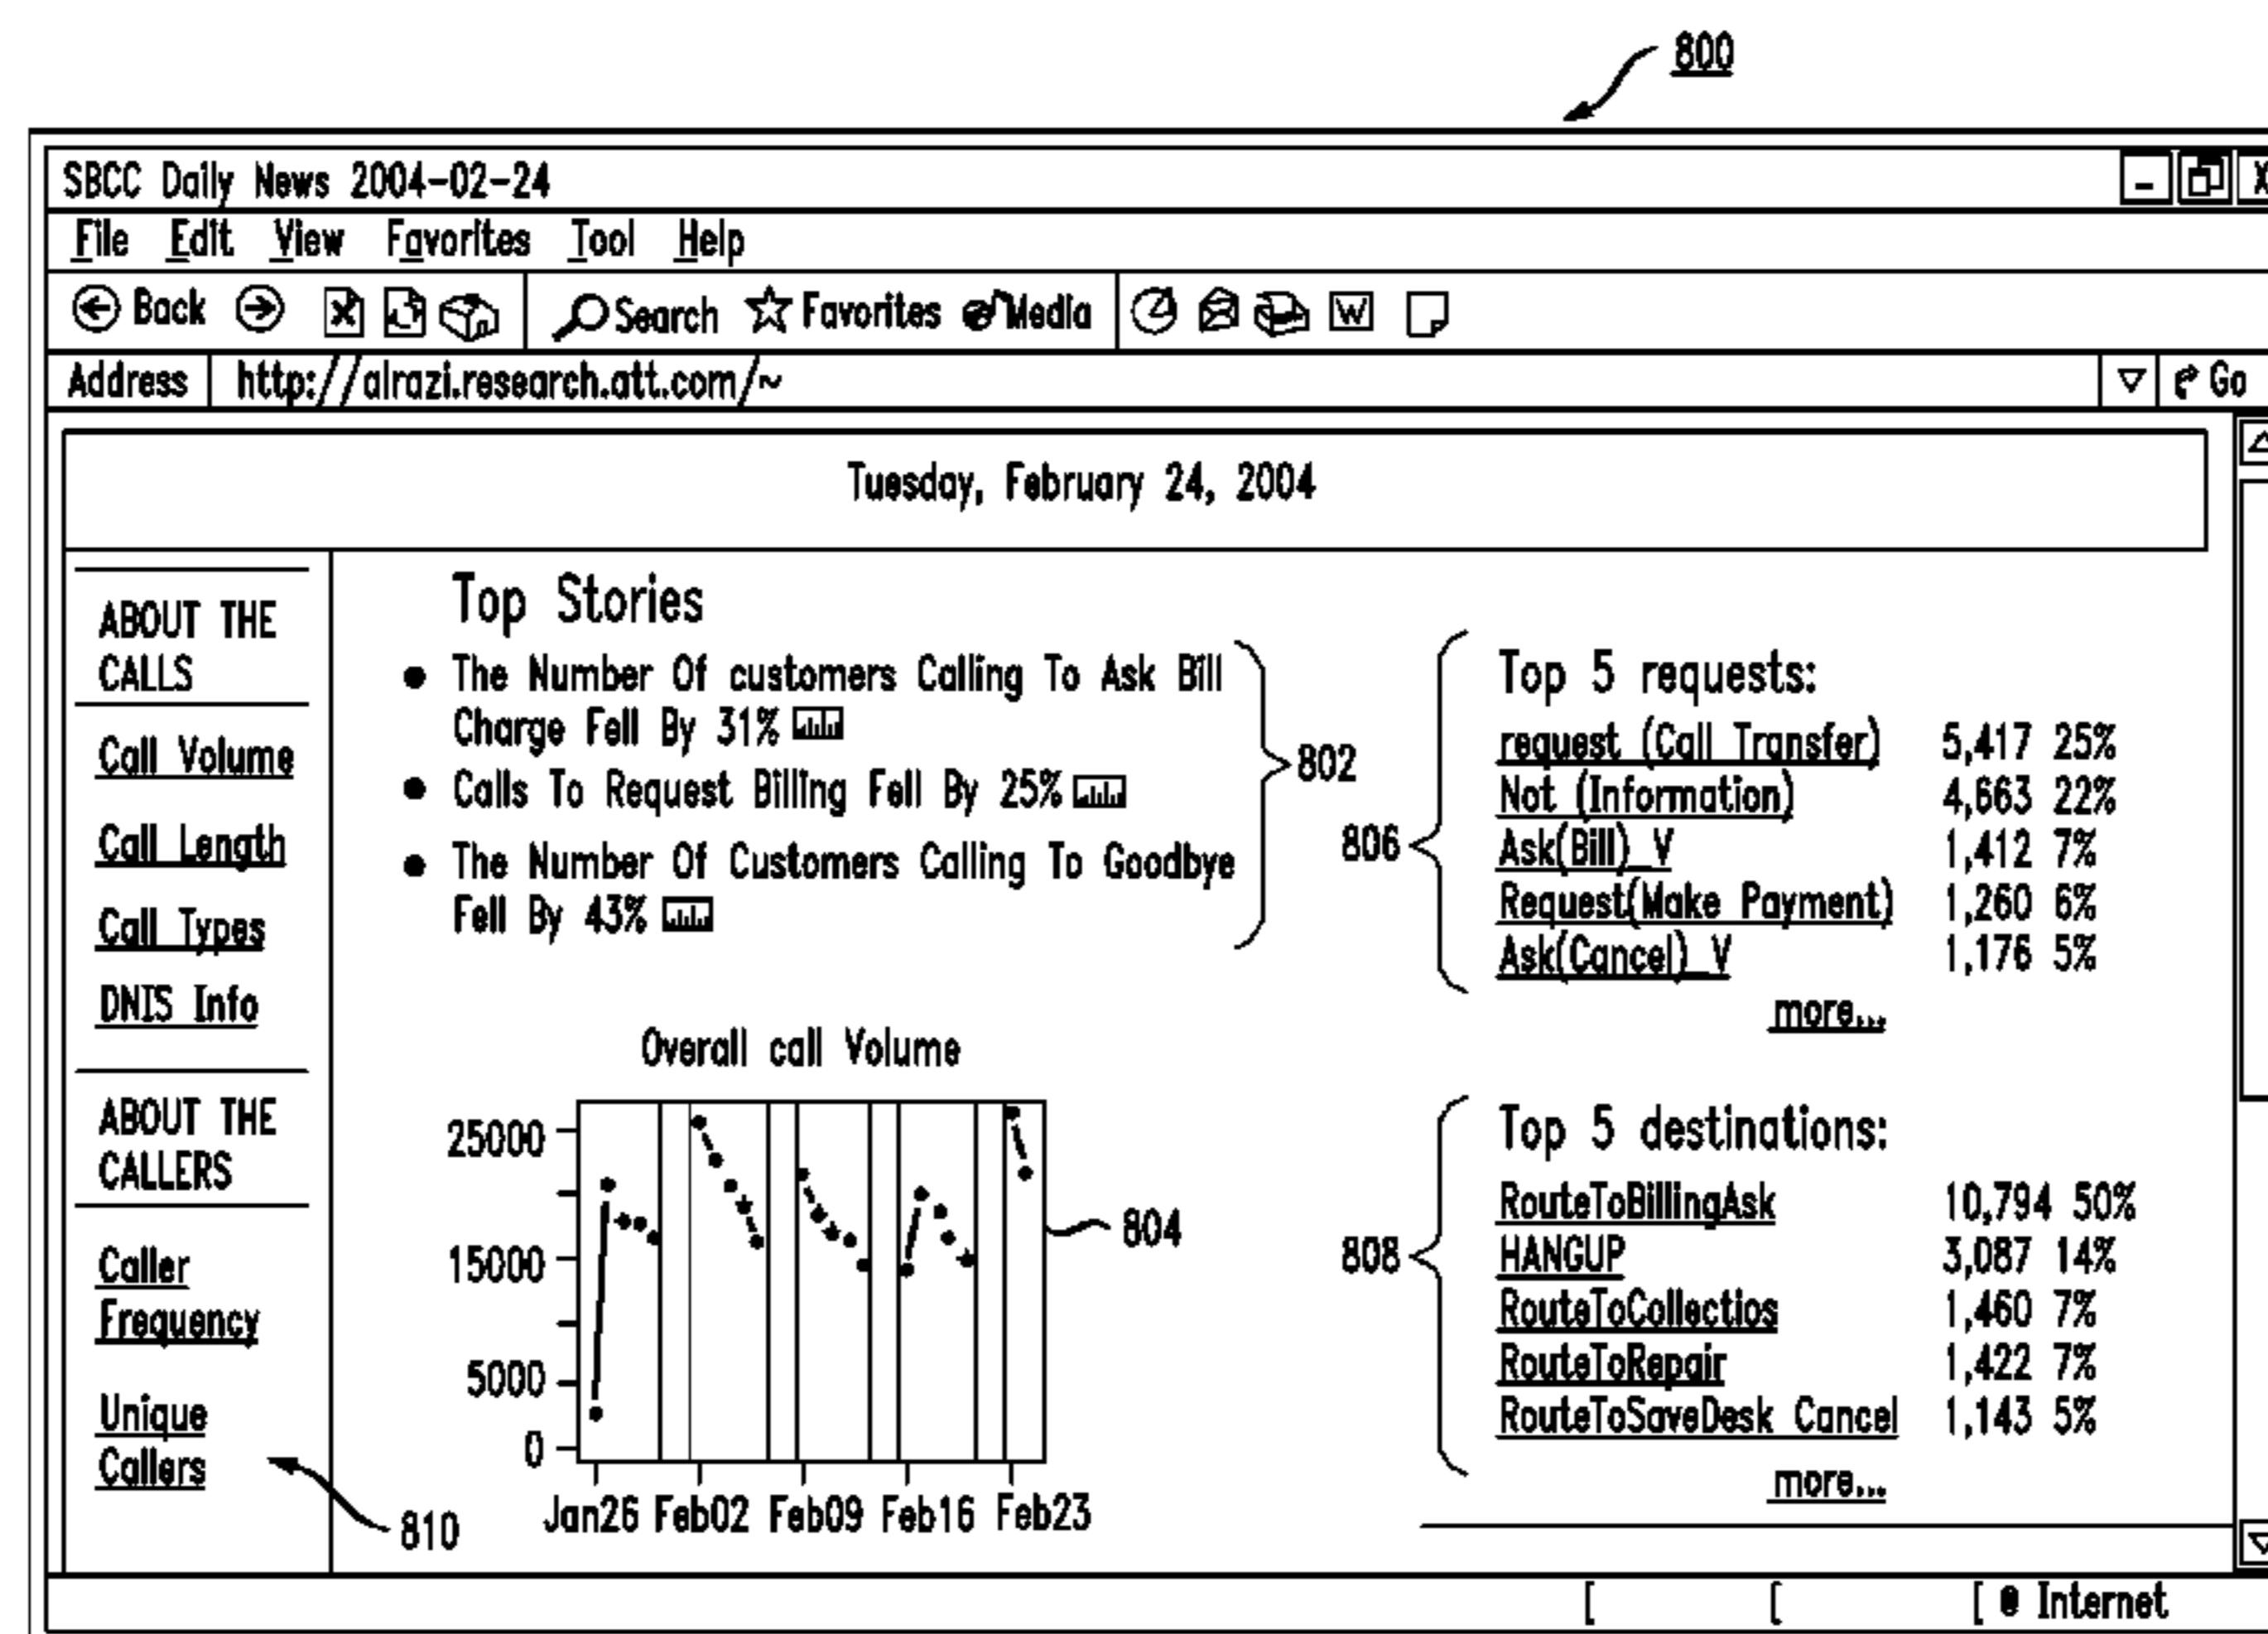 800
SBCC Daily News 2004-02-24
File Edit View Favorites Tool Help
Back Search Favorites Media W
Address http://alrazi.research.att.com/~ Go
Tuesday, February 24, 2004
ABOUT THE
CALLS
Call Volume
Call Length
Call Types
DNIS Info
ABOUT THE
CALLERS
Caller
Frequency
Unique
Callers
810
Top Stories
• The Number Of customers Calling To Ask Bill
Charge Fell By 31%
• Calls To Request Billing Fell By 25%
• The Number Of Customers Calling To Goodbye
Fell By 43%
802
Overall call Volume
25000
15000
5000
0
Jan26 Feb02 Feb09 Feb16 Feb23
804
806
Top 5 requests:
request (Call Transfer) 5,417 25%
Not (Information) 4,663 22%
Ask(Bill)_V 1,412 7%
Request(Make Payment) 1,260 6%
Ask(Cancel)_V 1,176 5%
more...
808
Top 5 destinations:
RouteToBillingAsk 10,794 50%
HANGUP 3,087 14%
RouteToCollectios 1,460 7%
RouteToRepair 1,422 7%
RouteToSaveDesk Cancel 1,143 5%
more...
[ [ [ Internet